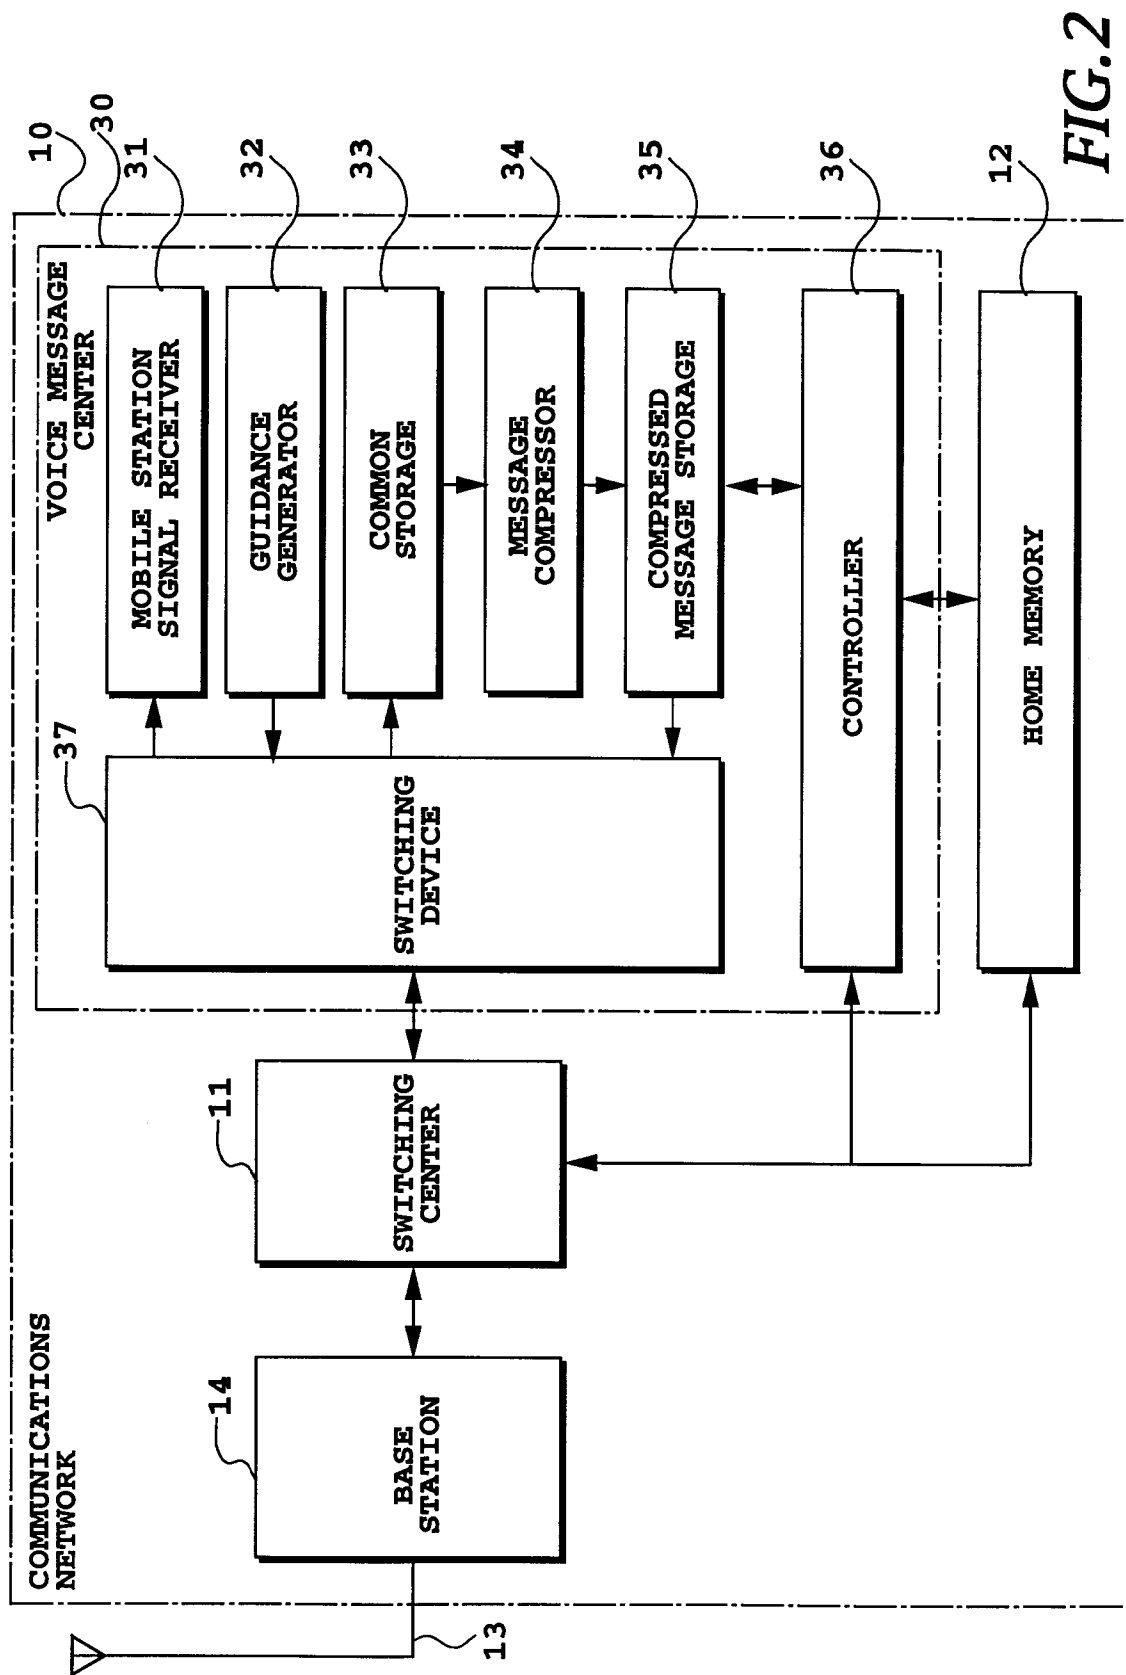 COMMUNICATIONS
NETWORK
10
VOICE MESSAGE
CENTER
30
37
MOBILE STATION
SIGNAL RECEIVER
31
GUIDANCE
GENERATOR
32
COMMON
STORAGE
33
MESSAGE
COMPRESSOR
34
COMPRESSED
MESSAGE STORAGE
35
SWITCHING
DEVICE
11
SWITCHING
CENTER
14
BASE
STATION
13
CONTROLLER
36
HOME MEMORY
12
FIG.2